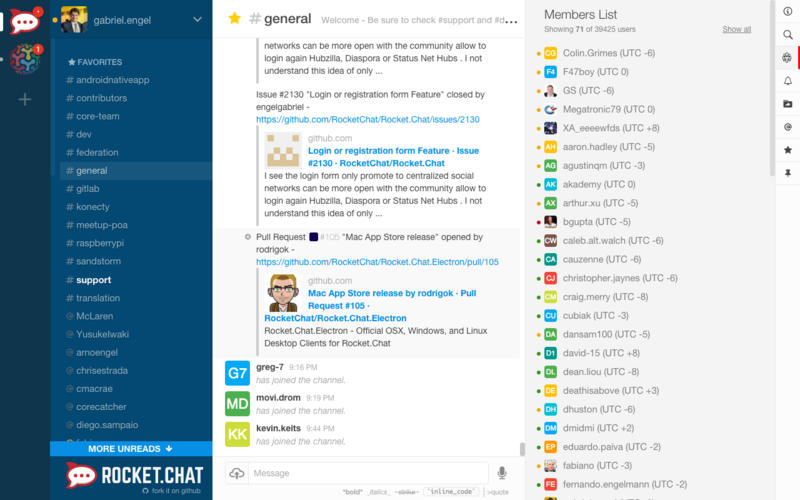 9
gabriel.engel
1
★ FAVORITES
# androidnativeapp
# contributors
# core-team
# dev
# federation
# general
# gitlab
# konecty
# meetup-poa
# raspberrypi
# sandstorm
# support
# translation
@ McLaren
@ YusukeIwaki
@ arnoengel
@ chrisestrada
@ cmacrae
@ corecatcher
@ diego.sampaio
MORE UNREADS ↓
ROCKET.CHAT
fork it on github
# general
Welcome - Be sure to check #support and #d...
networks can be more open with the community allow to
login again Hubzilla, Diaspora or Status Net Hubs . I not
understand this idea of only ...
Issue #2130 "Login or registration form Feature" closed by
engelgabriel -
https://github.com/RocketChat/Rocket.Chat/issues/2130
github.com
Login or registration form Feature · Issue
#2130 · RocketChat/Rocket.Chat
I see the login form only promote to centralized social
networks can be more open with the community allow to
login again Hubzilla, Diaspora or Status Net Hubs . I not
understand this idea of only ...
Pull Request #105 "Mac App Store release" opened by
rodrigok -
https://github.com/RocketChat/Rocket.Chat.Electron/pull/105
github.com
Mac App Store release by rodrigok · Pull
Request #105 ·
RocketChat/Rocket.Chat.Electron
Rocket.Chat.Electron - Official OSX, Windows, and Linux
Desktop Clients for Rocket.Chat
G7 greg-7 9:16 PM
has joined the channel.
MD movi.drom 9:19 PM
has joined the channel.
KK kevin.keits 9:44 PM
has joined the channel.
Message
*bold* _italics_ ~strike~ `inline_code` >quote
Members List
Showing 71 of 39425 users
Show all
CG Colin.Grimes (UTC -6)
F4 F47boy (UTC 0)
GS (UTC -6)
Megatronic79 (UTC 0)
XA_eeeewfds (UTC +8)
AH aaron.hadley (UTC -5)
AG agustinqm (UTC -3)
AK akademy (UTC 0)
AX arthur.xu (UTC -5)
bgupta (UTC -5)
CW caleb.alt.walch (UTC -6)
CA cauzenne (UTC -6)
CJ christopher.jaynes (UTC -6)
CM craig.merry (UTC -8)
CU cubiak (UTC -3)
DA dansam100 (UTC -5)
D1 david-15 (UTC +8)
DL dean.liou (UTC -8)
DE deathisabove (UTC +3)
DH dhuston (UTC -6)
DM dmidmi (UTC +2)
EP eduardo.paiva (UTC -2)
fabiano (UTC -3)
FE fernando.engelmann (UTC -2)